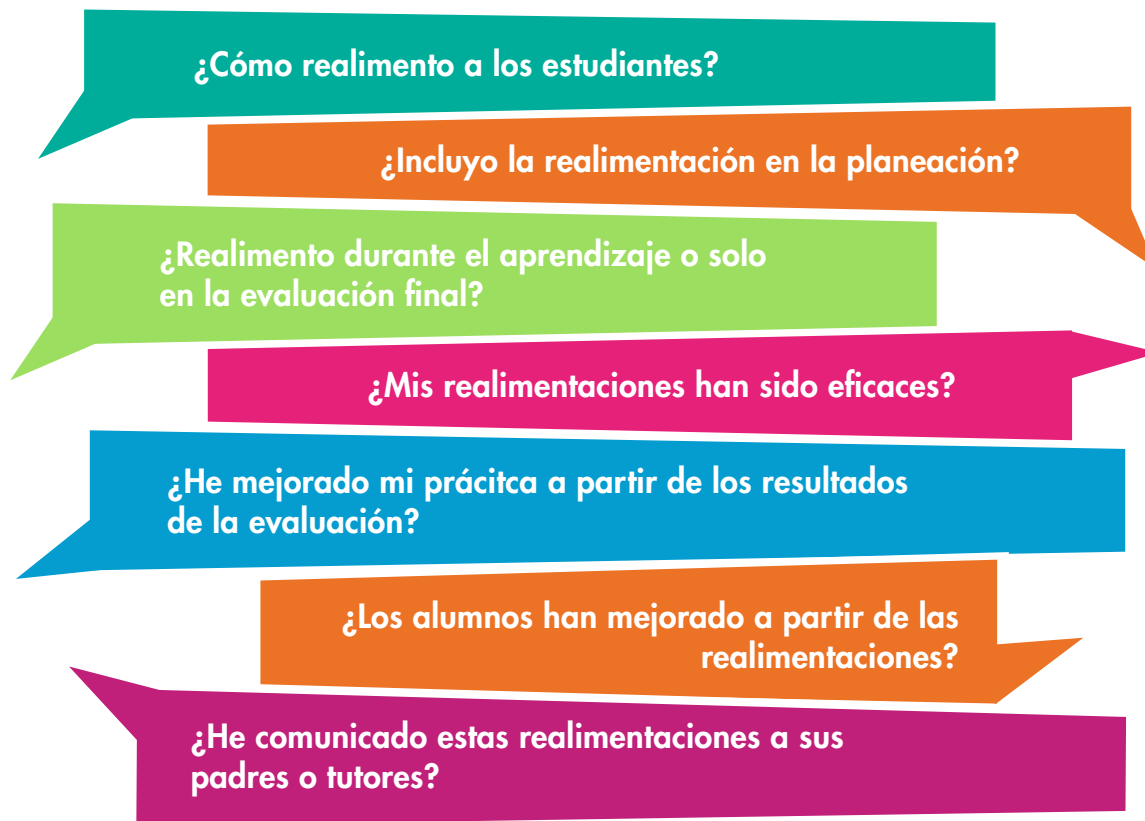 ¿Cómo realimento a los estudiantes?
¿Incluyo la realimentación en la planeación?
¿Realimento durante el aprendizaje o solo
en la evaluación final?
¿Mis realimentaciones han sido eficaces?
¿He mejorado mi prácitca a partir de los resultados
de la evaluación?
¿Los alumnos han mejorado a partir de las
realimentaciones?
¿He comunicado estas realimentaciones a sus
padres o tutores?